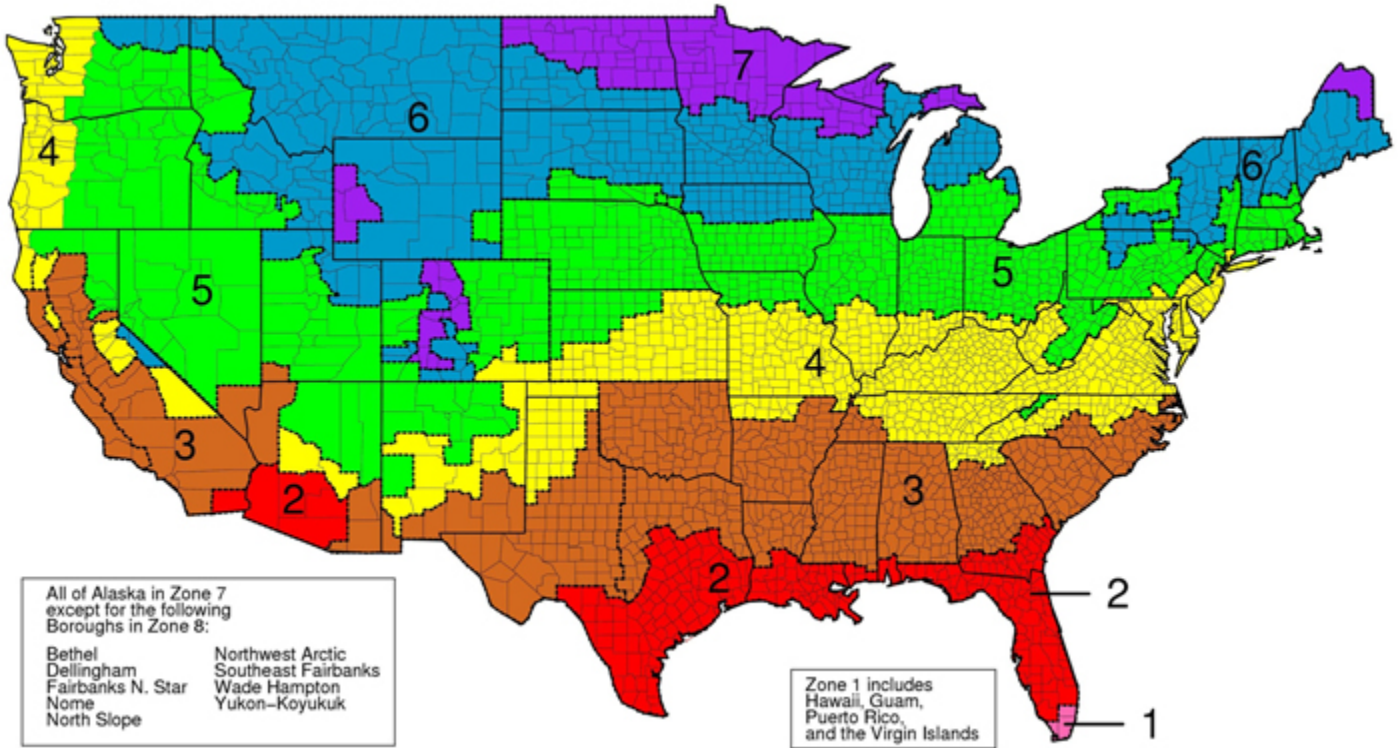 7
6
4
6
5
5
4
3
2
3
2
2
1
All of Alaska in Zone 7
except for the following
Boroughs in Zone 8:
Bethel
Dellingham
Fairbanks N. Star
Nome
North Slope
Northwest Arctic
Southeast Fairbanks
Wade Hampton
Yukon-Koyukuk
Zone 1 includes
Hawaii, Guam,
Puerto Rico,
and the Virgin Islands